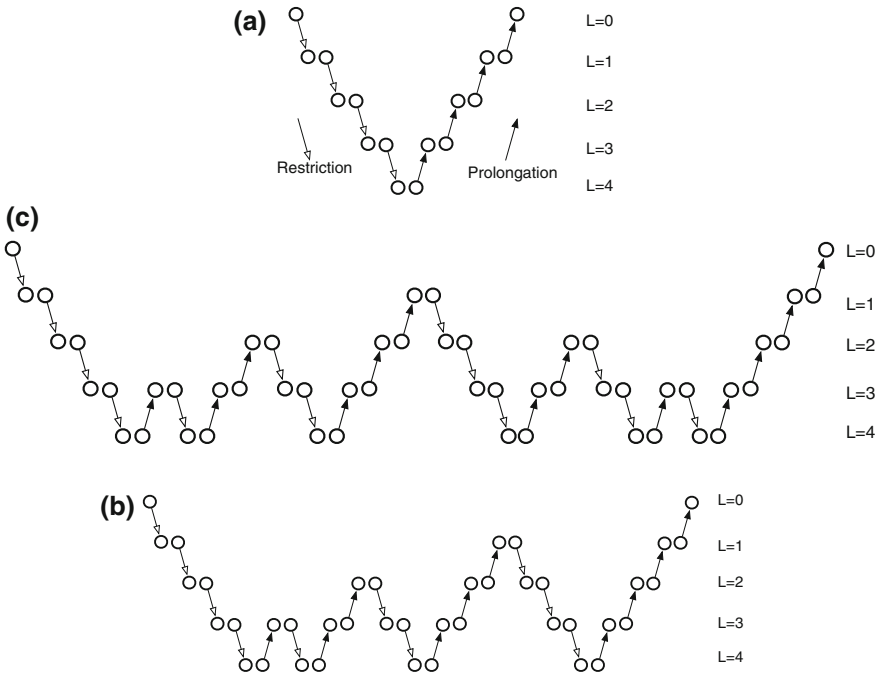 (a)
L=0
L=1
L=2
L=3
L=4
Restriction
Prolongation
(c)
L=0
L=1
L=2
L=3
L=4
(b)
L=0
L=1
L=2
L=3
L=4